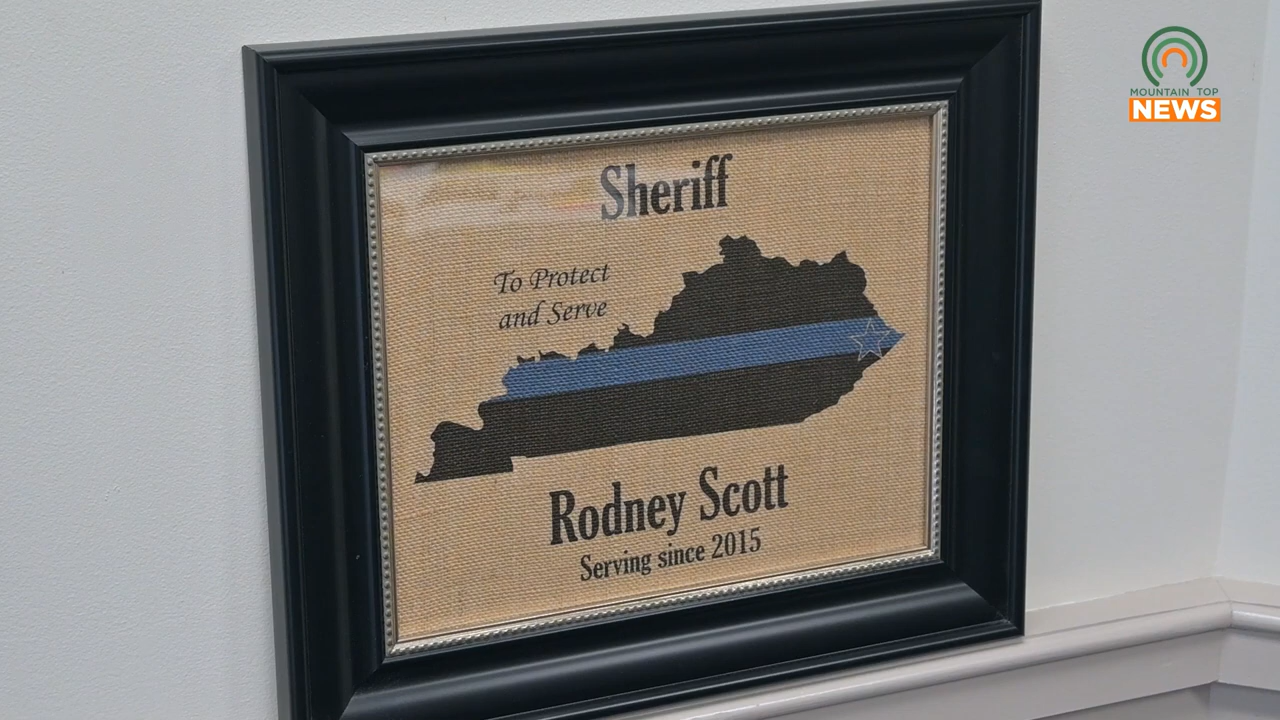 MOUNTAIN TOP
NEWS
Sheriff
To Protect
and Serve
Rodney Scott
Serving since 2015